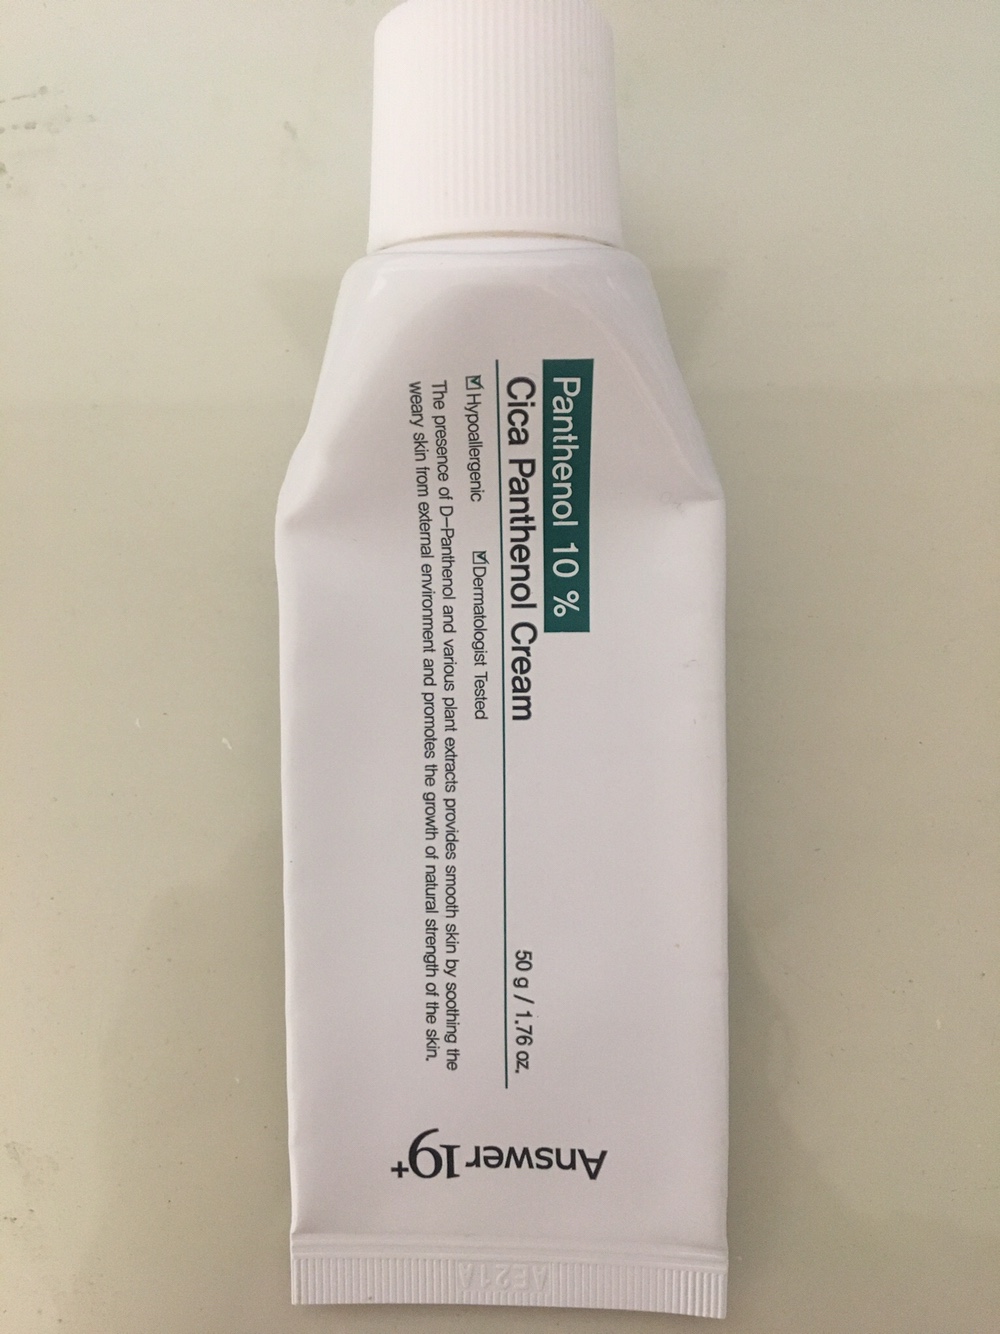 Panthenol 10 %
Cica Panthenol Cream 50 g / 1.76 oz.
☑ Hypoallergenic ☑ Dermatologist Tested
The presence of D-Panthenol and various plant extracts provides smooth skin by soothing the
weary skin from external environment and promotes the growth of natural strength of the skin.
Answer 19+
AE21A